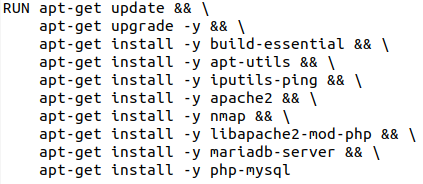 RUN apt-get update && \
    apt-get upgrade -y && \
    apt-get install -y build-essential && \
    apt-get install -y apt-utils && \
    apt-get install -y iputils-ping && \
    apt-get install -y apache2 && \
    apt-get install -y nmap && \
    apt-get install -y libapache2-mod-php && \
    apt-get install -y mariadb-server && \
    apt-get install -y php-mysql